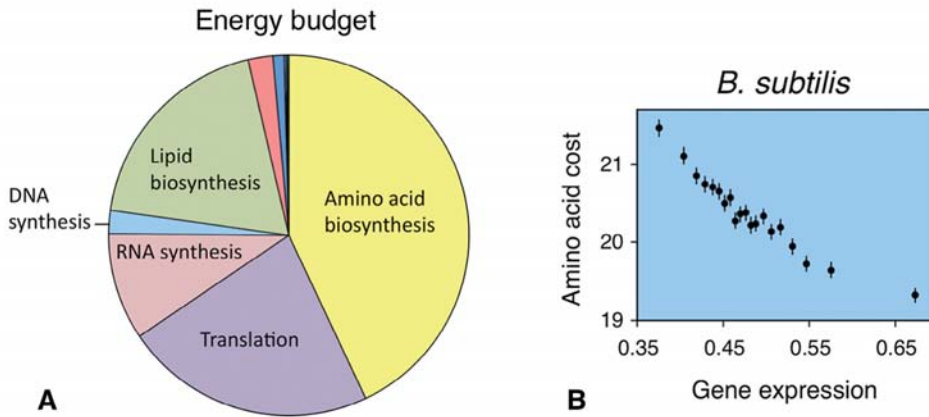 Energy budget
Lipid
biosynthesis
Amino acid
biosynthesis
DNA
synthesis
RNA synthesis
Translation
A
B. subtilis
Amino acid cost
21
20
19
0.35
0.45
0.55
0.65
Gene expression
B